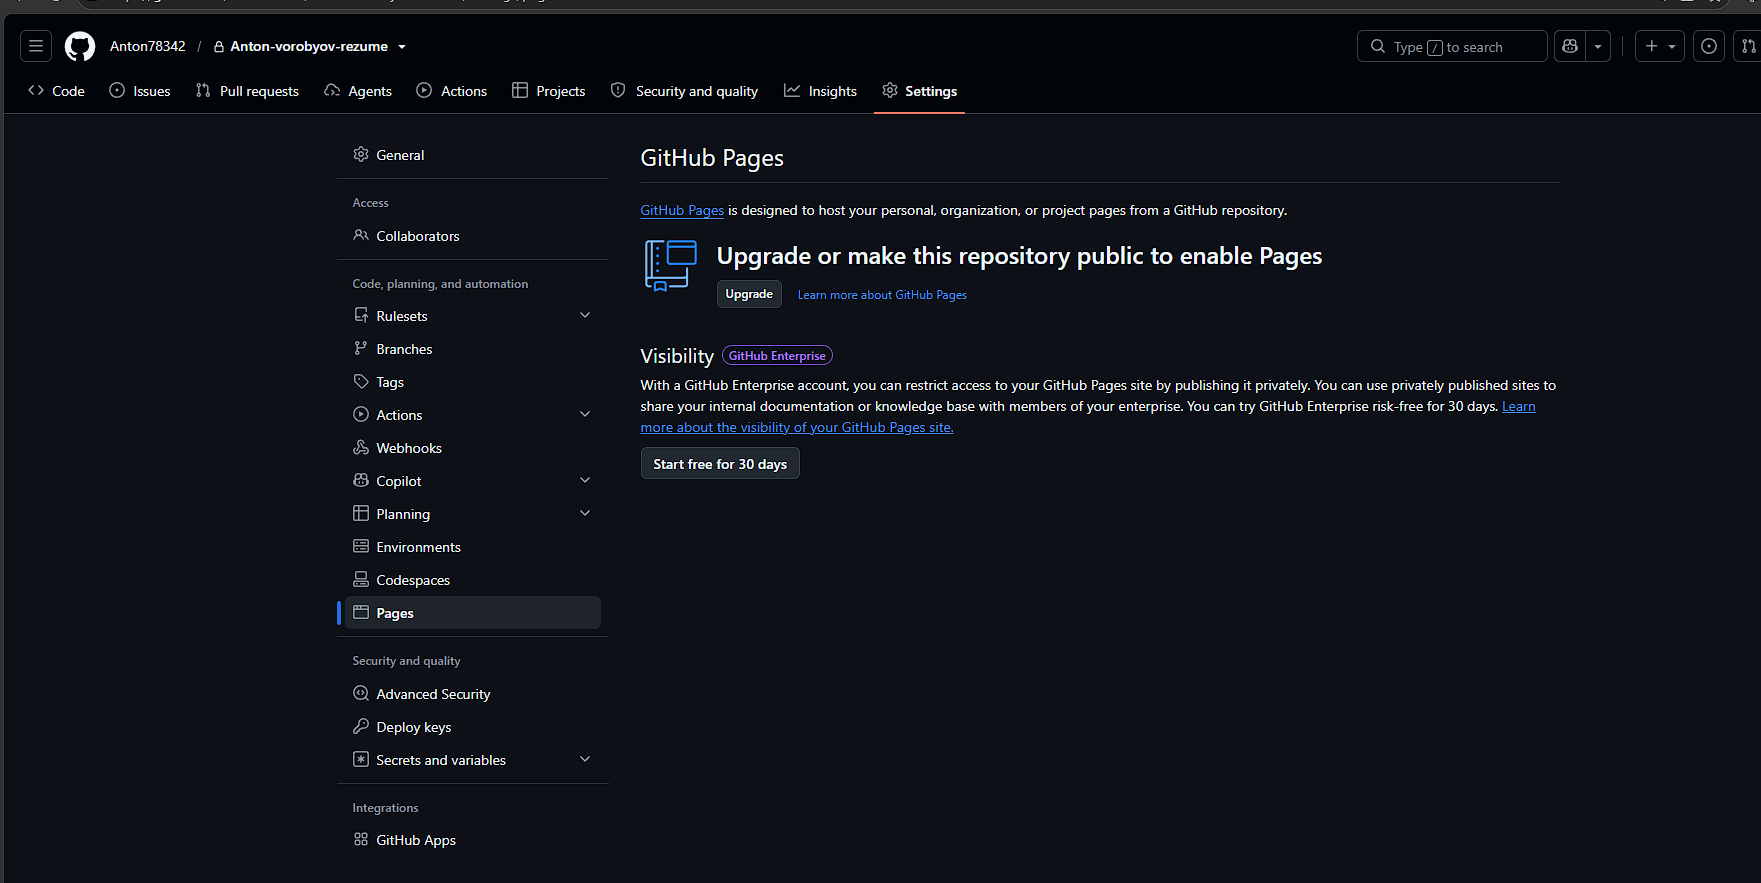 Anton78342 / Anton-vorobyov-rezume
Type / to search
Code Issues Pull requests Agents Actions Projects Security and quality Insights Settings
General
Access
Collaborators
Code, planning, and automation
Rulesets
Branches
Tags
Actions
Webhooks
Copilot
Planning
Environments
Codespaces
Pages
Security and quality
Advanced Security
Deploy keys
Secrets and variables
Integrations
GitHub Apps
GitHub Pages
GitHub Pages is designed to host your personal, organization, or project pages from a GitHub repository.
Upgrade or make this repository public to enable Pages
Upgrade Learn more about GitHub Pages
Visibility GitHub Enterprise
With a GitHub Enterprise account, you can restrict access to your GitHub Pages site by publishing it privately. You can use privately published sites to
share your internal documentation or knowledge base with members of your enterprise. You can try GitHub Enterprise risk-free for 30 days. Learn
more about the visibility of your GitHub Pages site.
Start free for 30 days